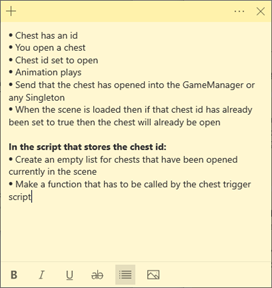 • Chest has an id
• You open a chest
• Chest id set to open
• Animation plays
• Send that the chest has opened into the GameManager or
any Singleton
• When the scene is loaded then if that chest id has already
been set to true then the chest will already be open
In the script that stores the chest id:
• Create an empty list for chests that have been opened
currently in the scene
• Make a function that has to be called by the chest trigger
script
B I U ab